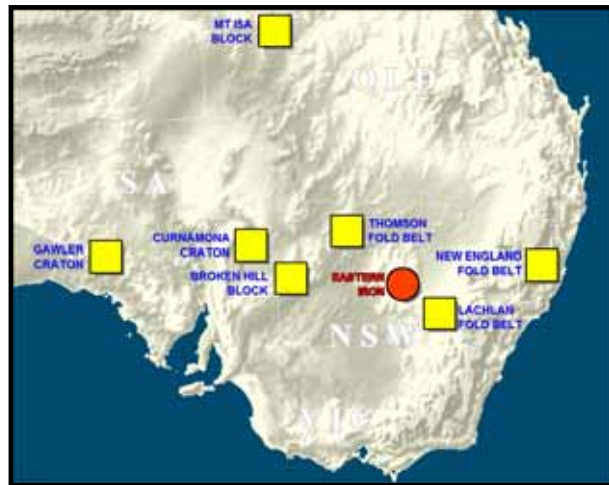 MT ISA
BLOCK
QLD
SA
THOMSON
FOLD BELT
CURNAMONA
CRATON
GAWLER
CRATON
NEW ENGLAND
FOLD BELT
BROKEN HILL
BLOCK
EASTERN
IRON
LACHLAN
FOLD BELT
NSW
VIC